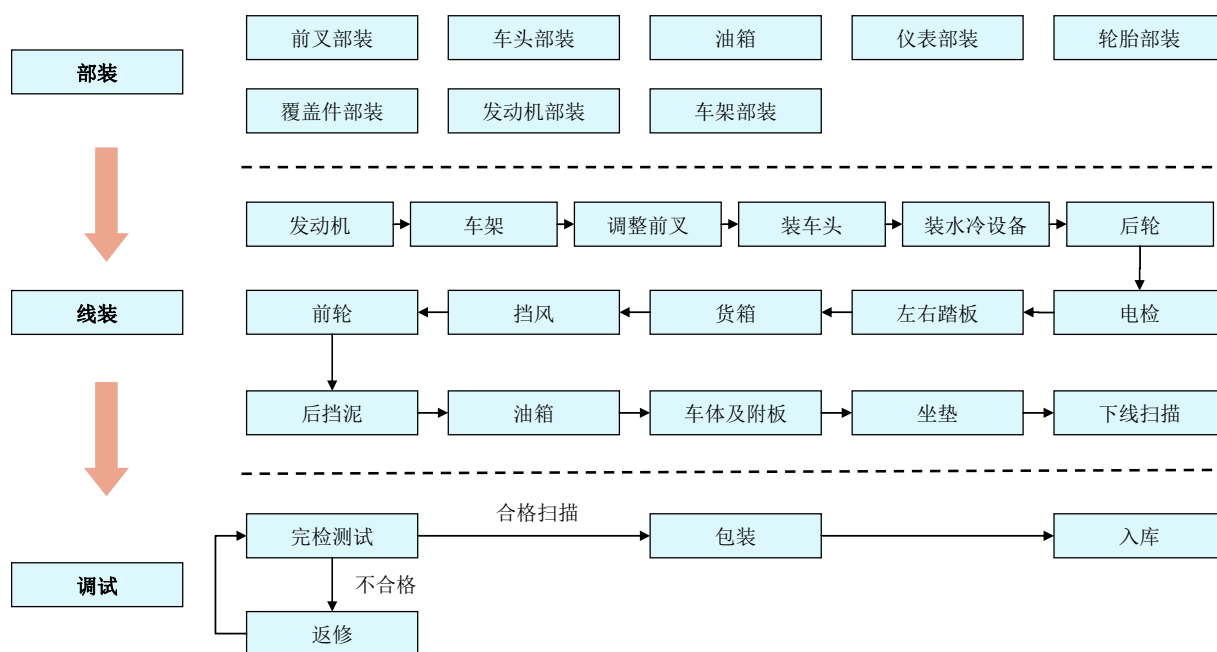 前叉部装
车头部装
油箱
仪表部装
轮胎部装
部装
覆盖件部装
发动机部装
车架部装
发动机
车架
调整前叉
装车头
装水冷设备
后轮
线装
前轮
挡风
货箱
左右踏板
电检
后挡泥
油箱
车体及附板
坐垫
下线扫描
完检测试
合格扫描
包装
入库
调试
不合格
返修